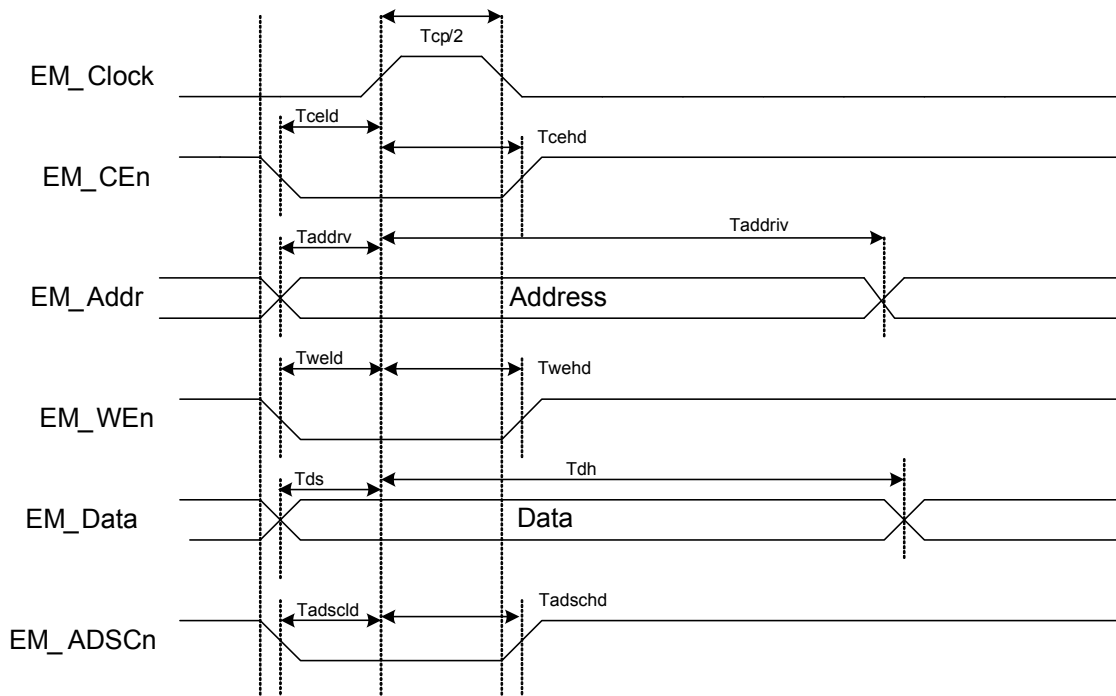 Tcp/2
EM_Clock
Tceld
Tcehd
EM_CEn
Taddrv
Taddriv
EM_Addr
Address
Tweld
Twehd
EM_WEn
Tds
Tdh
EM_Data
Data
Tadscld
Tadschd
EM_ADSCn